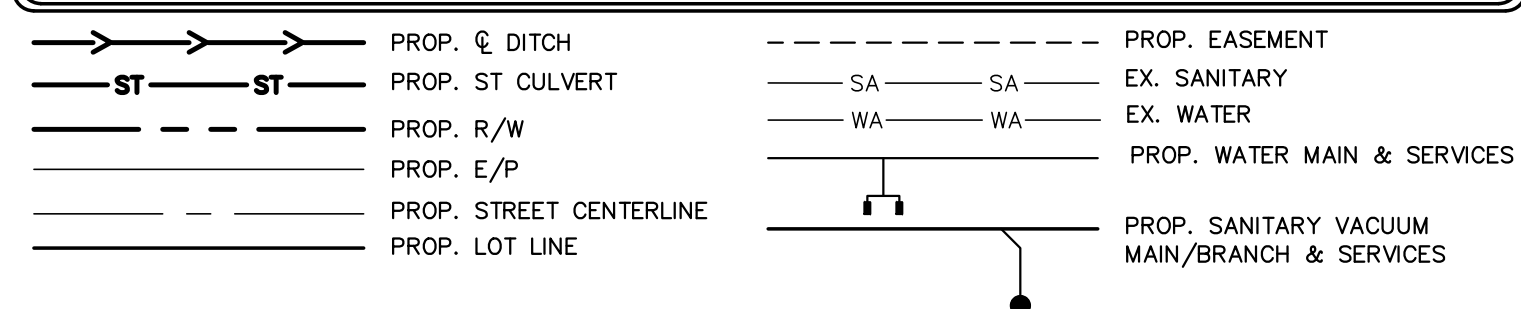 PROP. ℄ DITCH
ST ST
PROP. ST CULVERT
PROP. R/W
PROP. E/P
PROP. STREET CENTERLINE
PROP. LOT LINE
PROP. EASEMENT
SA SA
EX. SANITARY
WA WA
EX. WATER
PROP. WATER MAIN & SERVICES
PROP. SANITARY VACUUM
MAIN/BRANCH & SERVICES